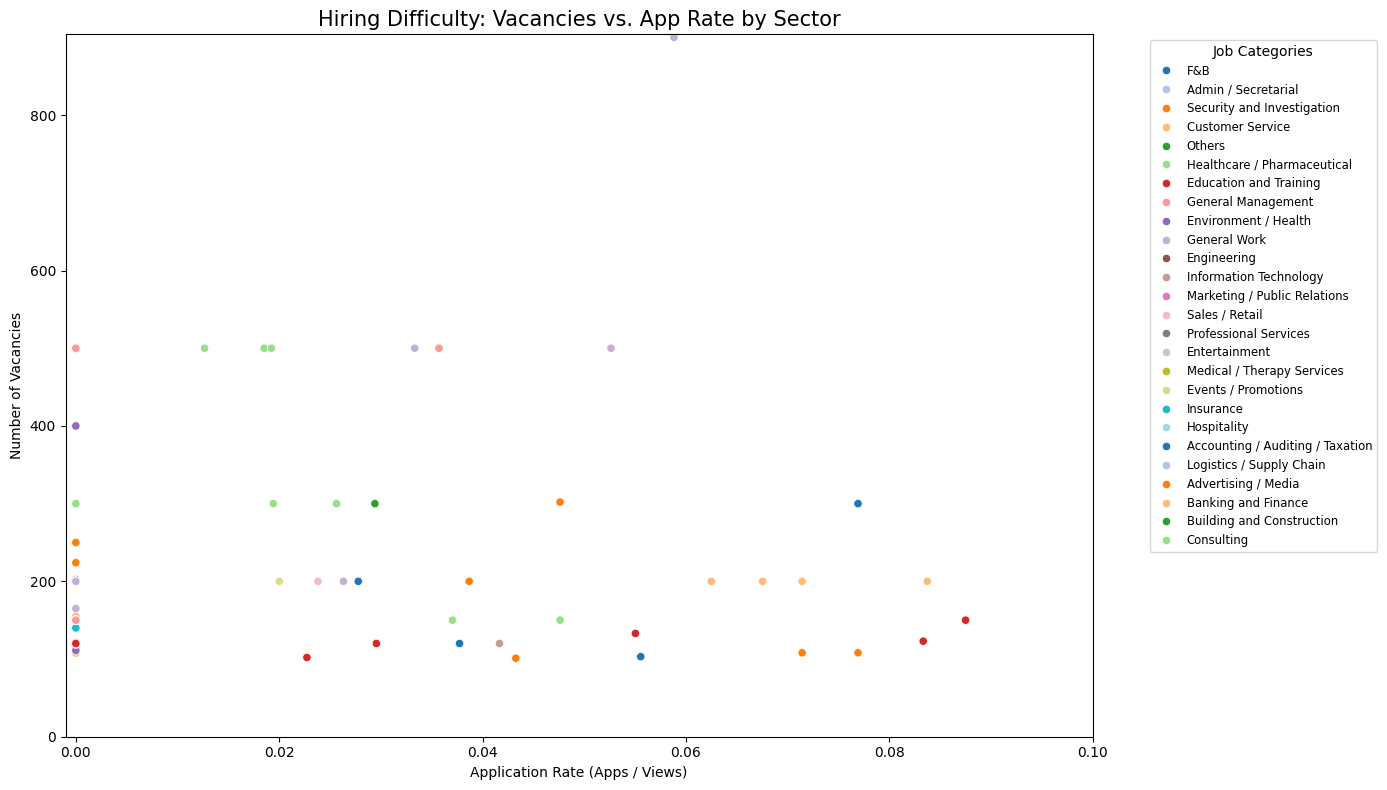 Hiring Difficulty: Vacancies vs. App Rate by Sector
Number of Vacancies
800
600
400
200
0
0.00
0.02
0.04
0.06
0.08
0.10
Application Rate (Apps / Views)
Job Categories
F&B
Admin / Secretarial
Security and Investigation
Customer Service
Others
Healthcare / Pharmaceutical
Education and Training
General Management
Environment / Health
General Work
Engineering
Information Technology
Marketing / Public Relations
Sales / Retail
Professional Services
Entertainment
Medical / Therapy Services
Events / Promotions
Insurance
Hospitality
Accounting / Auditing / Taxation
Logistics / Supply Chain
Advertising / Media
Banking and Finance
Building and Construction
Consulting